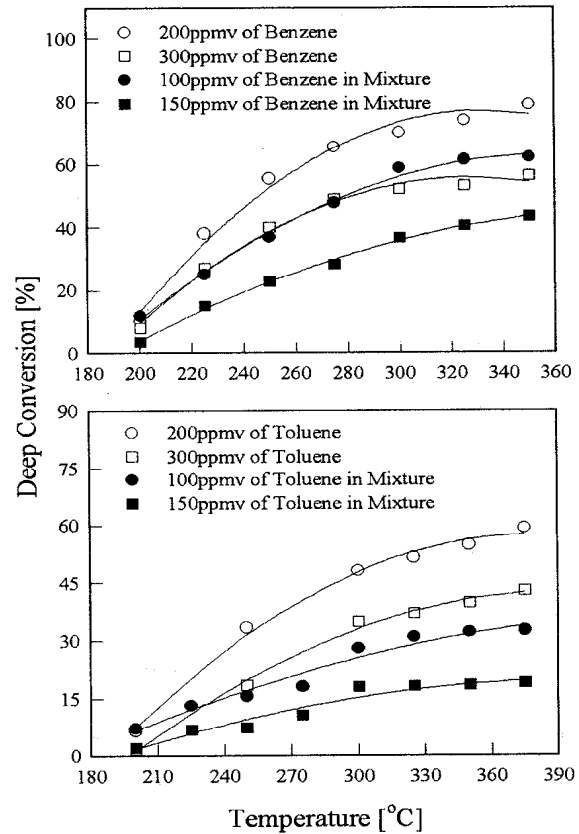 100
80
60
40
20
0
200ppmv of Benzene
300ppmv of Benzene
100ppmv of Benzene in Mixture
150ppmv of Benzene in Mixture
180 200 220 240 260 280 300 320 340 360
Deep Conversion [%]
90
75
60
45
30
15
0
200ppmv of Toluene
300ppmv of Toluene
100ppmv of Toluene in Mixture
150ppmv of Toluene in Mixture
180 210 240 270 300 330 360 390
Temperature [°C]